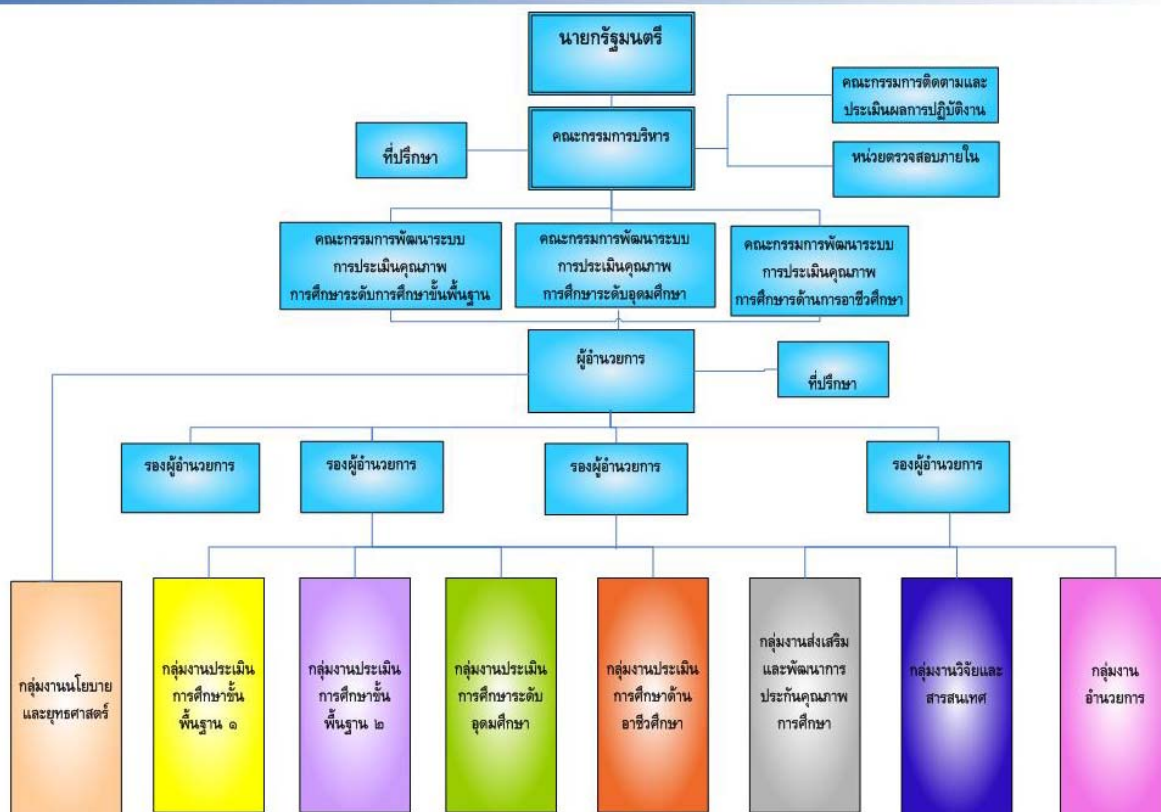 นายกรัฐมนตรี
คณะกรรมการติดตามและ
ประเมินผลการปฏิบัติงาน
คณะกรรมการบริหาร
ที่ปรึกษา
หน่วยตรวจสอบภายใน
คณะกรรมการพัฒนาระบบ
การประเมินคุณภาพ
การศึกษาระดับการศึกษาขั้นพื้นฐาน
คณะกรรมการพัฒนาระบบ
การประเมินคุณภาพ
การศึกษาระดับอุดมศึกษา
คณะกรรมการพัฒนาระบบ
การประเมินคุณภาพ
การศึกษารด้านการอาชีวศึกษา
ผู้อำนวยการ
ที่ปรึกษา
รองผู้อำนวยการ
รองผู้อำนวยการ
รองผู้อำนวยการ
รองผู้อำนวยการ
กลุ่มงานนโยบาย
และยุทธศาสตร์
กลุ่มงานประเมิน
การศึกษาขั้น
พื้นฐาน ๑
กลุ่มงานประเมิน
การศึกษาขั้น
พื้นฐาน ๒
กลุ่มงานประเมิน
การศึกษาระดับ
อุดมศึกษา
กลุ่มงานประเมิน
การศึกษาด้าน
อาชีวศึกษา
กลุ่มงานส่งเสริม
และพัฒนาการ
ประกันคุณภาพ
การศึกษา
กลุ่มงานวิจัยและ
สารสนเทศ
กลุ่มงาน
อำนวยการ